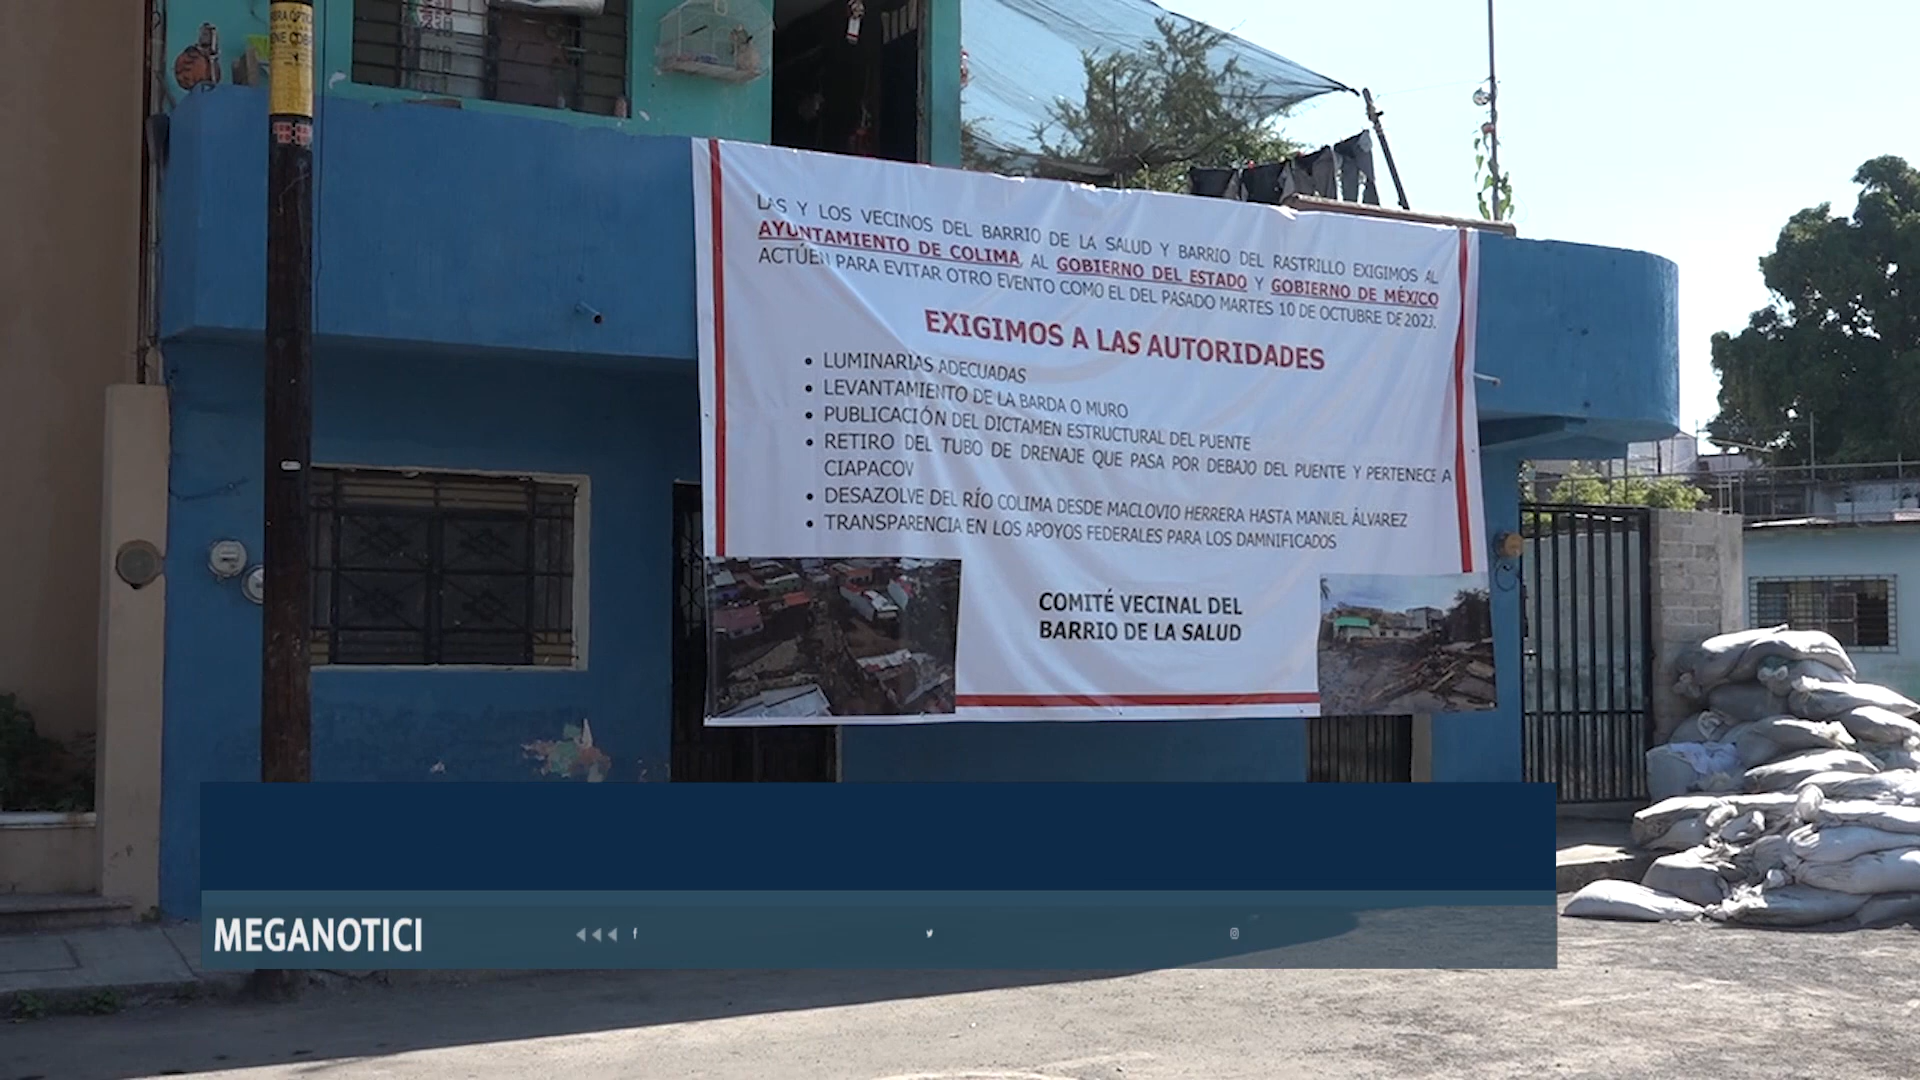 LAS Y LOS VECINOS DEL BARRIO DE LA SALUD Y BARRIO DEL RASTRILLO EXIGIMOS AL
AYUNTAMIENTO DE COLIMA, AL GOBIERNO DEL ESTADO Y GOBIERNO DE MÉXICO
ACTÚEN PARA EVITAR OTRO EVENTO COMO EL DEL PASADO MARTES 10 DE OCTUBRE DE 2023.
EXIGIMOS A LAS AUTORIDADES
• LUMINARIAS ADECUADAS
• LEVANTAMIENTO DE LA BARDA O MURO
• PUBLICACIÓN DEL DICTAMEN ESTRUCTURAL DEL PUENTE
• RETIRO DEL TUBO DE DRENAJE QUE PASA POR DEBAJO DEL PUENTE Y PERTENECE A
CIAPACOV
• DESAZOLVE DEL RÍO COLIMA DESDE MACLOVIO HERRERA HASTA MANUEL ÁLVAREZ
• TRANSPARENCIA EN LOS APOYOS FEDERALES PARA LOS DAMNIFICADOS
COMITÉ VECINAL DEL
BARRIO DE LA SALUD
MEGANOTICI